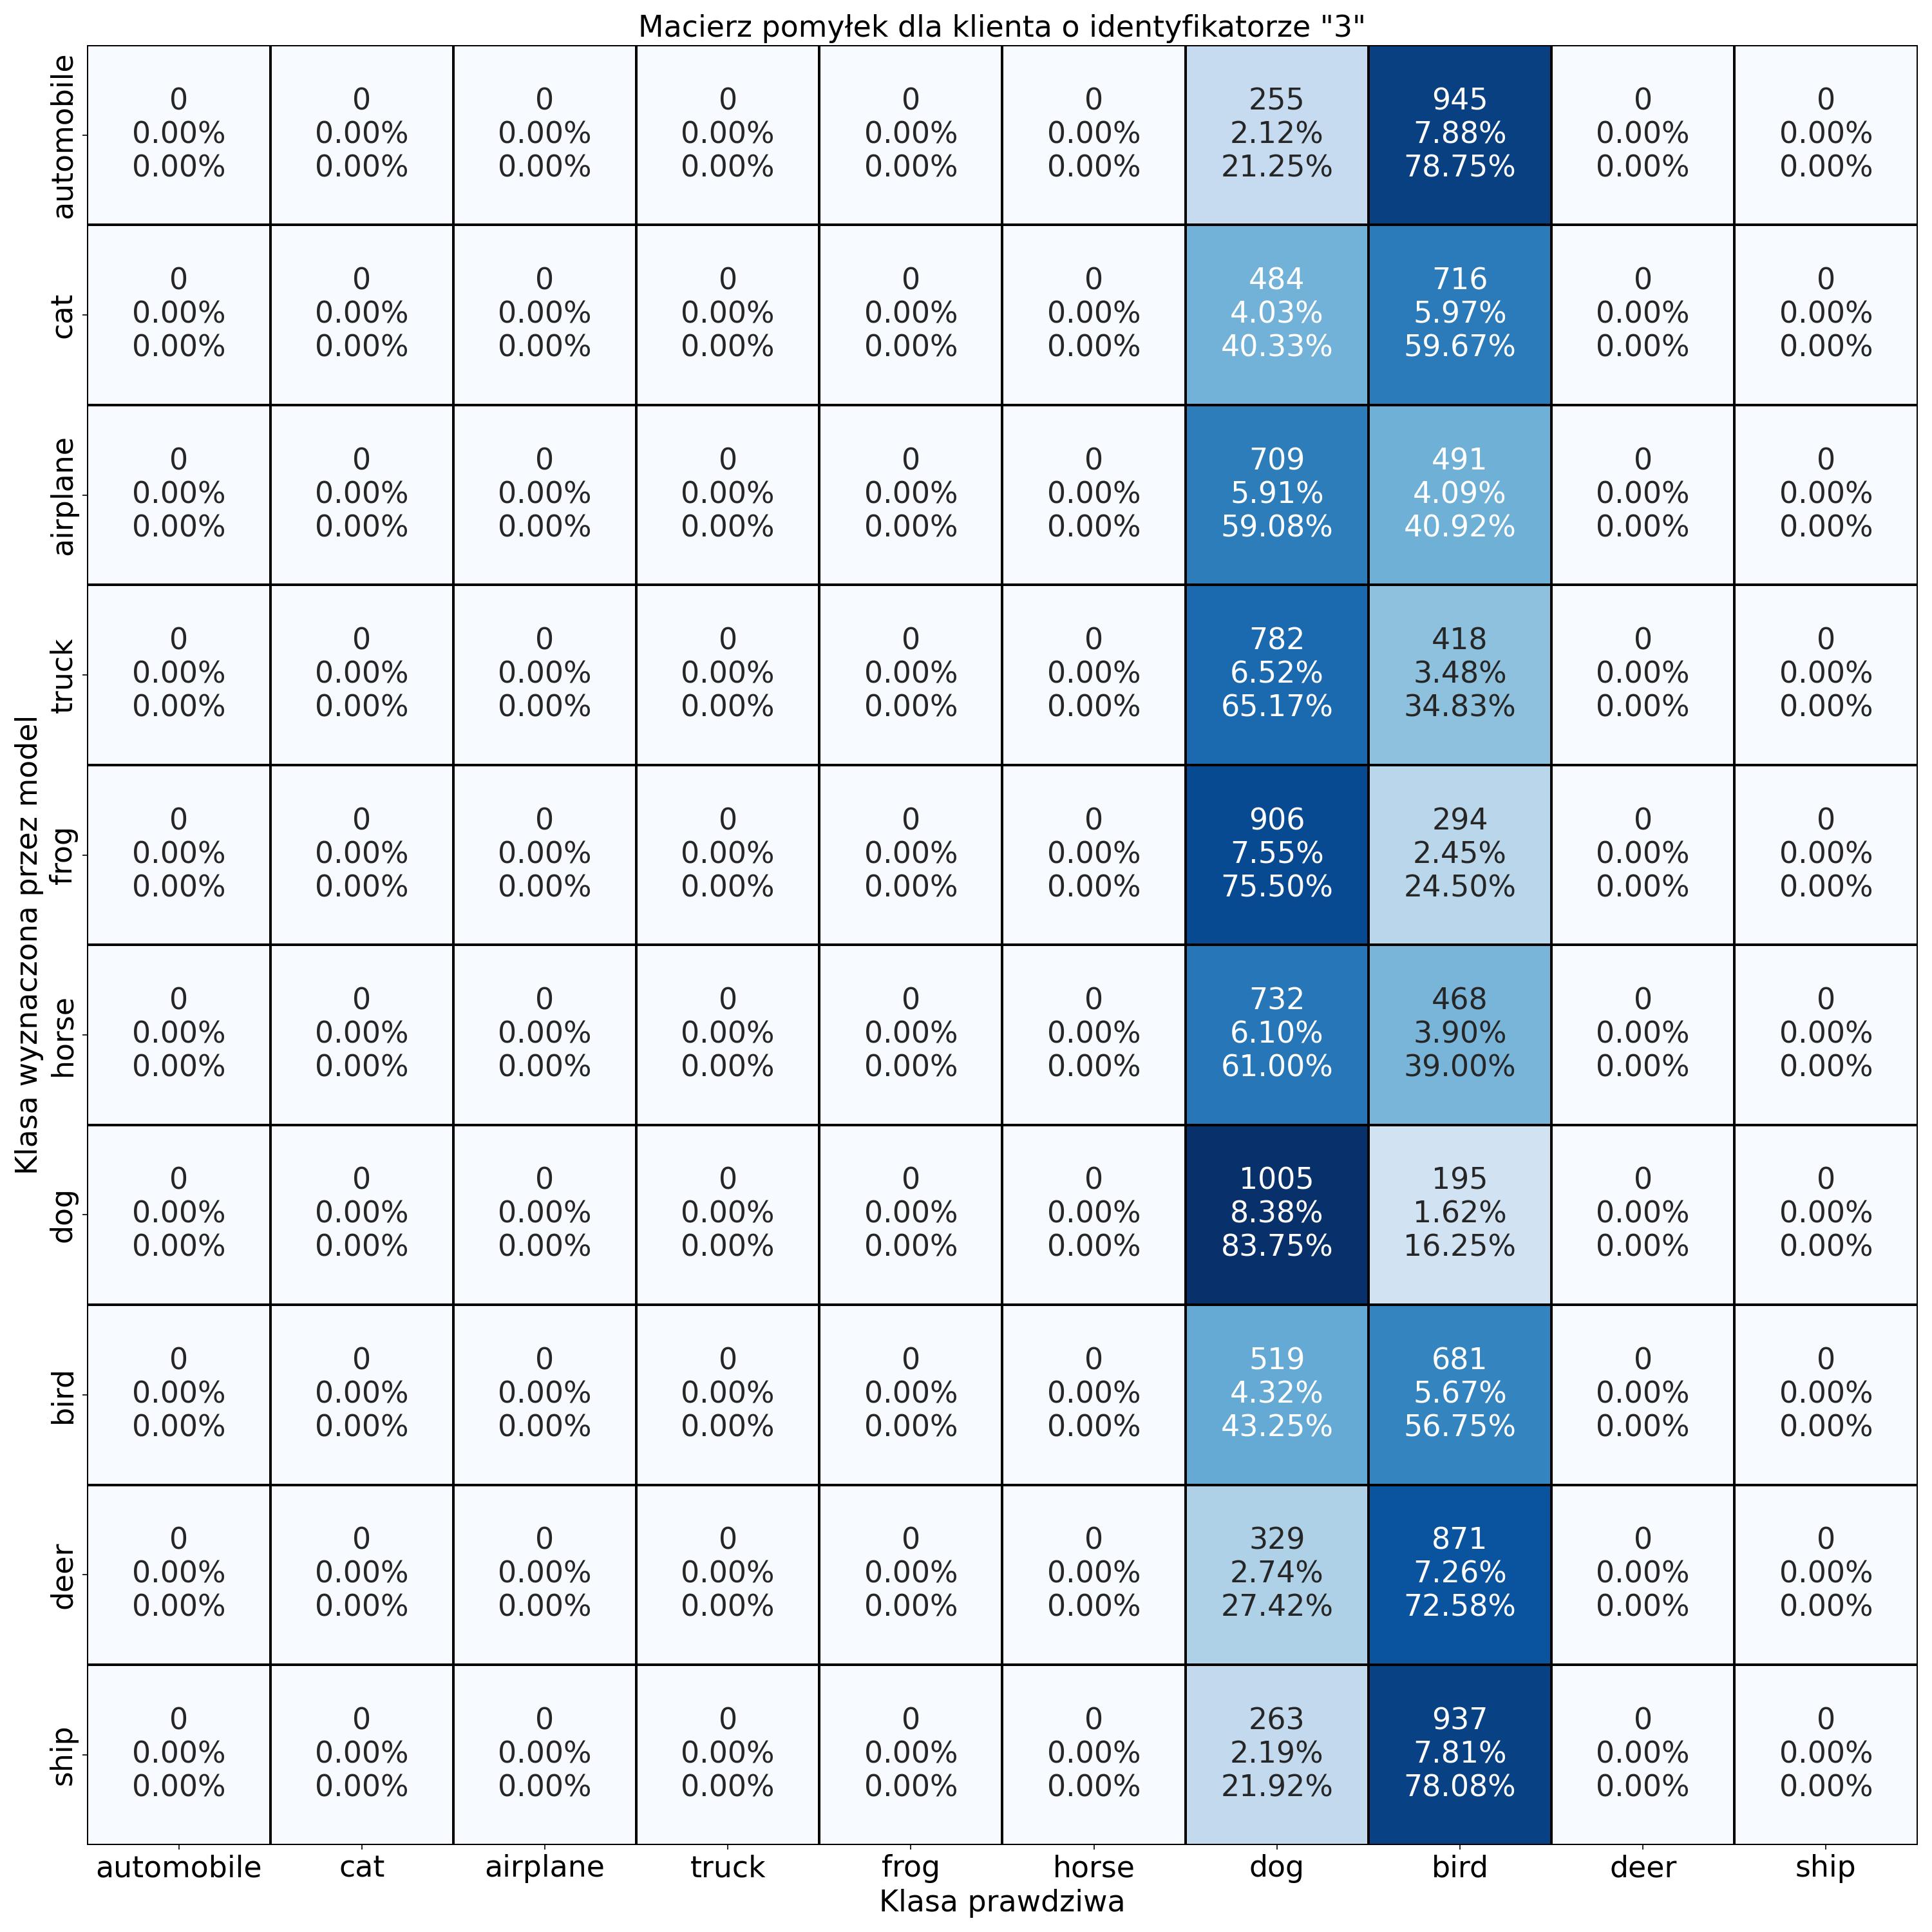 Macierz pomyłek dla klienta o identyfikatorze "3"
Klasa wyznaczona przez model
automobile
0 0 0 0 0 0 255 945 0 0
0.00% 0.00% 0.00% 0.00% 0.00% 0.00% 2.12% 7.88% 0.00% 0.00%
0.00% 0.00% 0.00% 0.00% 0.00% 0.00% 21.25% 78.75% 0.00% 0.00%
cat
0 0 0 0 0 0 484 716 0 0
0.00% 0.00% 0.00% 0.00% 0.00% 0.00% 4.03% 5.97% 0.00% 0.00%
0.00% 0.00% 0.00% 0.00% 0.00% 0.00% 40.33% 59.67% 0.00% 0.00%
airplane
0 0 0 0 0 0 709 491 0 0
0.00% 0.00% 0.00% 0.00% 0.00% 0.00% 5.91% 4.09% 0.00% 0.00%
0.00% 0.00% 0.00% 0.00% 0.00% 0.00% 59.08% 40.92% 0.00% 0.00%
truck
0 0 0 0 0 0 782 418 0 0
0.00% 0.00% 0.00% 0.00% 0.00% 0.00% 6.52% 3.48% 0.00% 0.00%
0.00% 0.00% 0.00% 0.00% 0.00% 0.00% 65.17% 34.83% 0.00% 0.00%
frog
0 0 0 0 0 0 906 294 0 0
0.00% 0.00% 0.00% 0.00% 0.00% 0.00% 7.55% 2.45% 0.00% 0.00%
0.00% 0.00% 0.00% 0.00% 0.00% 0.00% 75.50% 24.50% 0.00% 0.00%
horse
0 0 0 0 0 0 732 468 0 0
0.00% 0.00% 0.00% 0.00% 0.00% 0.00% 6.10% 3.90% 0.00% 0.00%
0.00% 0.00% 0.00% 0.00% 0.00% 0.00% 61.00% 39.00% 0.00% 0.00%
dog
0 0 0 0 0 0 1005 195 0 0
0.00% 0.00% 0.00% 0.00% 0.00% 0.00% 8.38% 1.62% 0.00% 0.00%
0.00% 0.00% 0.00% 0.00% 0.00% 0.00% 83.75% 16.25% 0.00% 0.00%
bird
0 0 0 0 0 0 519 681 0 0
0.00% 0.00% 0.00% 0.00% 0.00% 0.00% 4.32% 5.67% 0.00% 0.00%
0.00% 0.00% 0.00% 0.00% 0.00% 0.00% 43.25% 56.75% 0.00% 0.00%
deer
0 0 0 0 0 0 329 871 0 0
0.00% 0.00% 0.00% 0.00% 0.00% 0.00% 2.74% 7.26% 0.00% 0.00%
0.00% 0.00% 0.00% 0.00% 0.00% 0.00% 27.42% 72.58% 0.00% 0.00%
ship
0 0 0 0 0 0 263 937 0 0
0.00% 0.00% 0.00% 0.00% 0.00% 0.00% 2.19% 7.81% 0.00% 0.00%
0.00% 0.00% 0.00% 0.00% 0.00% 0.00% 21.92% 78.08% 0.00% 0.00%
automobile cat airplane truck frog horse dog bird deer ship
Klasa prawdziwa